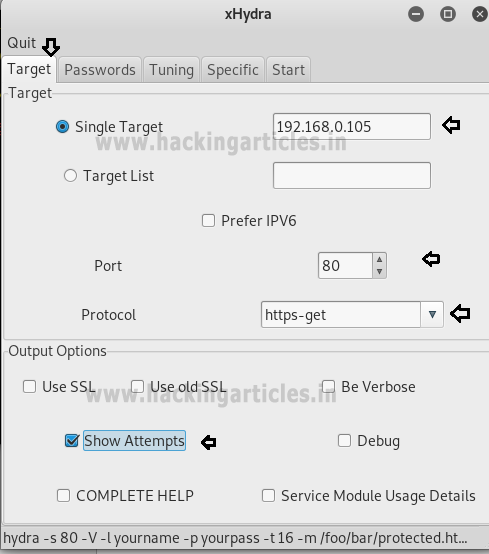 xHydra
Quit
Target Passwords Tuning Specific Start
Target
Single Target 192.168.0.105
www.hackingarticles.in
Target List
Prefer IPV6
Port 80
Protocol https-get
Output Options
Use SSL Use old SSL Be Verbose
www.hackingarticles.in
Show Attempts Debug
COMPLETE HELP Service Module Usage Details
hydra -s 80 -V -l yourname -p yourpass -t 16 -m /foo/bar/protected.ht...